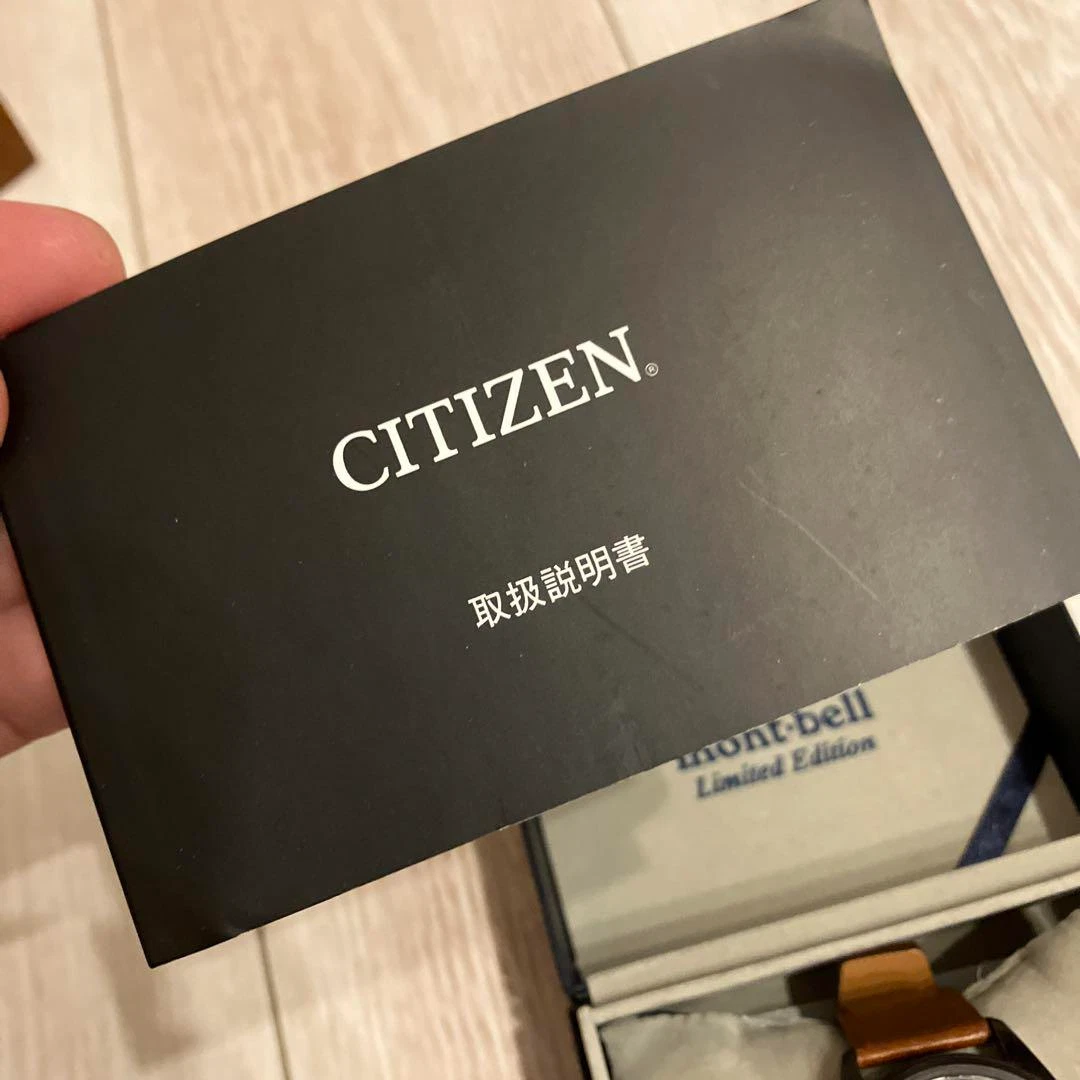 CITIZEN®
取扱説明書
mont-bell
Limited Edition